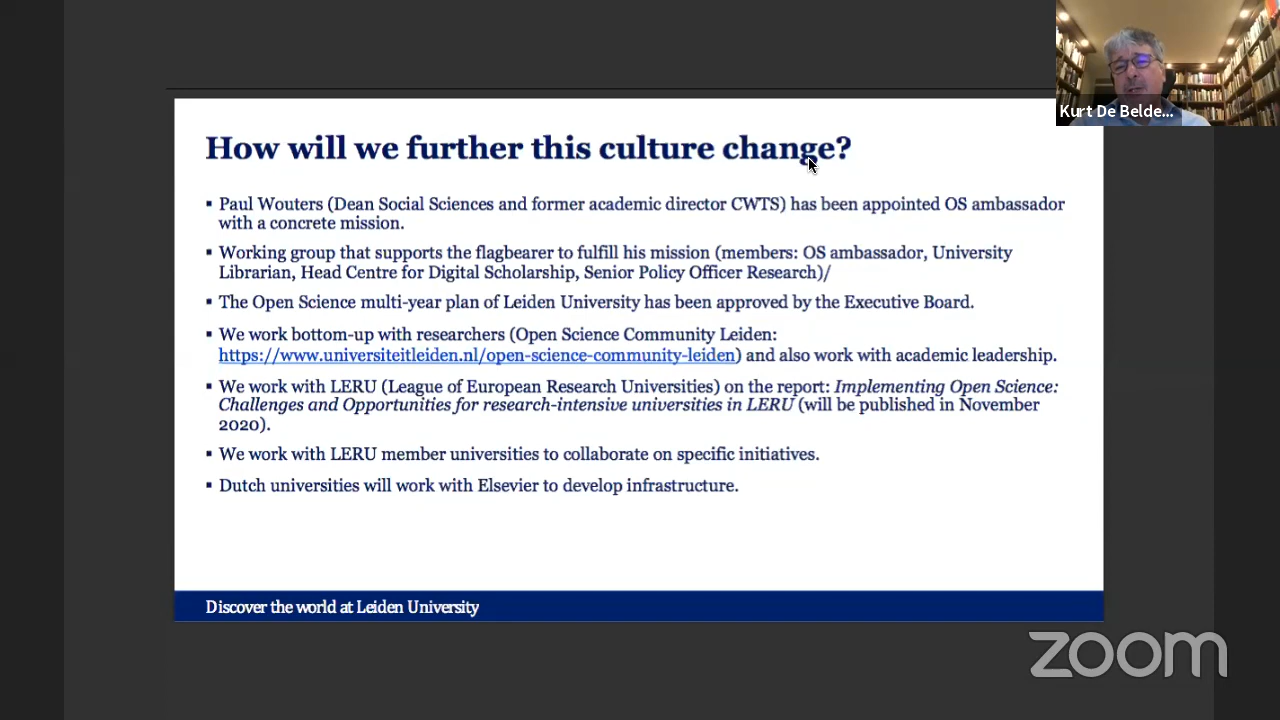 Kurt De Belde...
How will we further this culture change?
▪ Paul Wouters (Dean Social Sciences and former academic director CWTS) has been appointed OS ambassador
with a concrete mission.
▪ Working group that supports the flagbearer to fulfill his mission (members: OS ambassador, University
Librarian, Head Centre for Digital Scholarship, Senior Policy Officer Research)/
▪ The Open Science multi-year plan of Leiden University has been approved by the Executive Board.
▪ We work bottom-up with researchers (Open Science Community Leiden:
https://www.universiteitleiden.nl/open-science-community-leiden) and also work with academic leadership.
▪ We work with LERU (League of European Research Universities) on the report: Implementing Open Science:
Challenges and Opportunities for research-intensive universities in LERU (will be published in November
2020).
▪ We work with LERU member universities to collaborate on specific initiatives.
▪ Dutch universities will work with Elsevier to develop infrastructure.
Discover the world at Leiden University
zoom